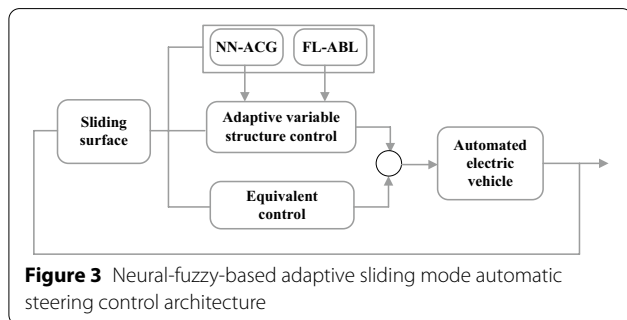 NN-ACG
FL-ABL
Sliding
surface
Adaptive variable
structure control
Equivalent
control
Automated
electric
vehicle
Figure 3 Neural-fuzzy-based adaptive sliding mode automatic
steering control architecture